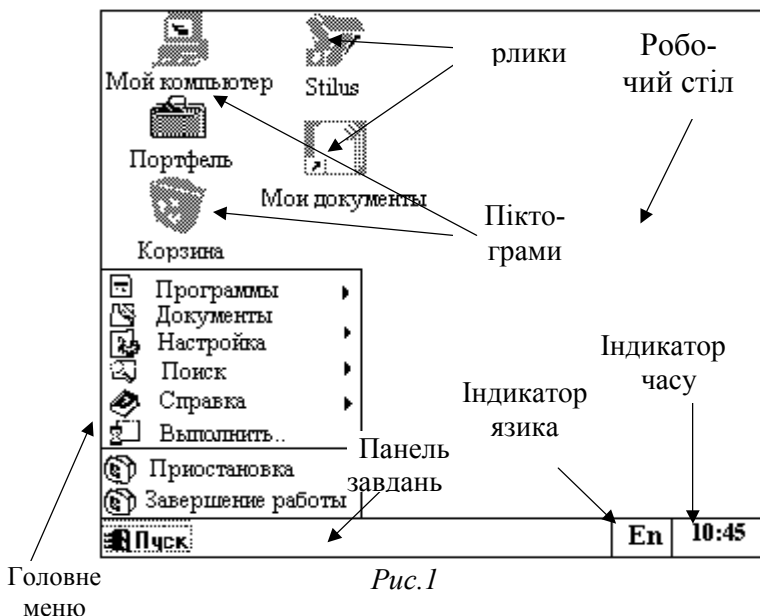 рлики
Робо-
чий стіл
Мой компьютер
Stilus
Портфель
Мои документы
Пікто-
грами
Корзина
Программы
Документы
Настройка
Поиск
Справка
Выполнить..
Приостановка
Завершение работы
Індикатор
часу
Індикатор
язика
Панель
завдань
Пуск
En
10:45
Головне
меню
Рис.1